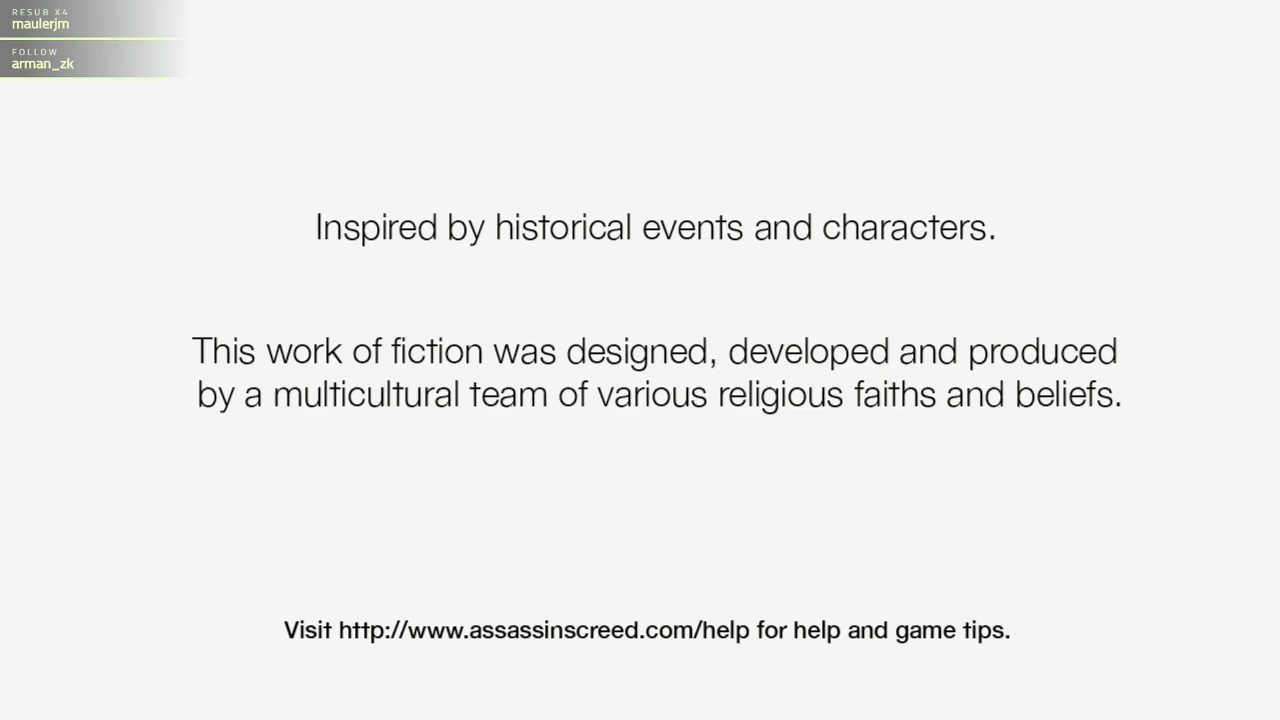 RESUB X4
maulerjm
FOLLOW
arman_zk
Inspired by historical events and characters.
This work of fiction was designed, developed and produced
by a multicultural team of various religious faiths and beliefs.
Visit http://www.assassinscreed.com/help for help and game tips.